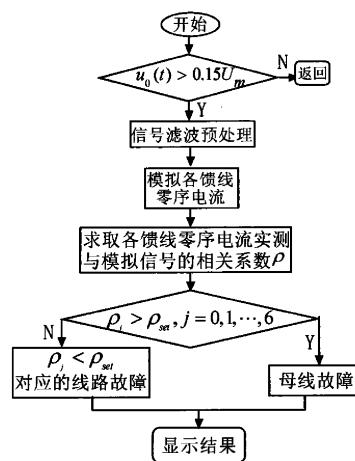 开始
u₀(t) > 0.15Uₘ
N
返回
Y
信号滤波预处理
模拟各馈线
零序电流
求取各馈线零序电流实测
与模拟信号的相关系数ρ
ρⱼ > ρₛₑₜ, j = 0,1,⋯,6
N
Y
ρⱼ < ρₛₑₜ
对应的线路故障
母线故障
显示结果